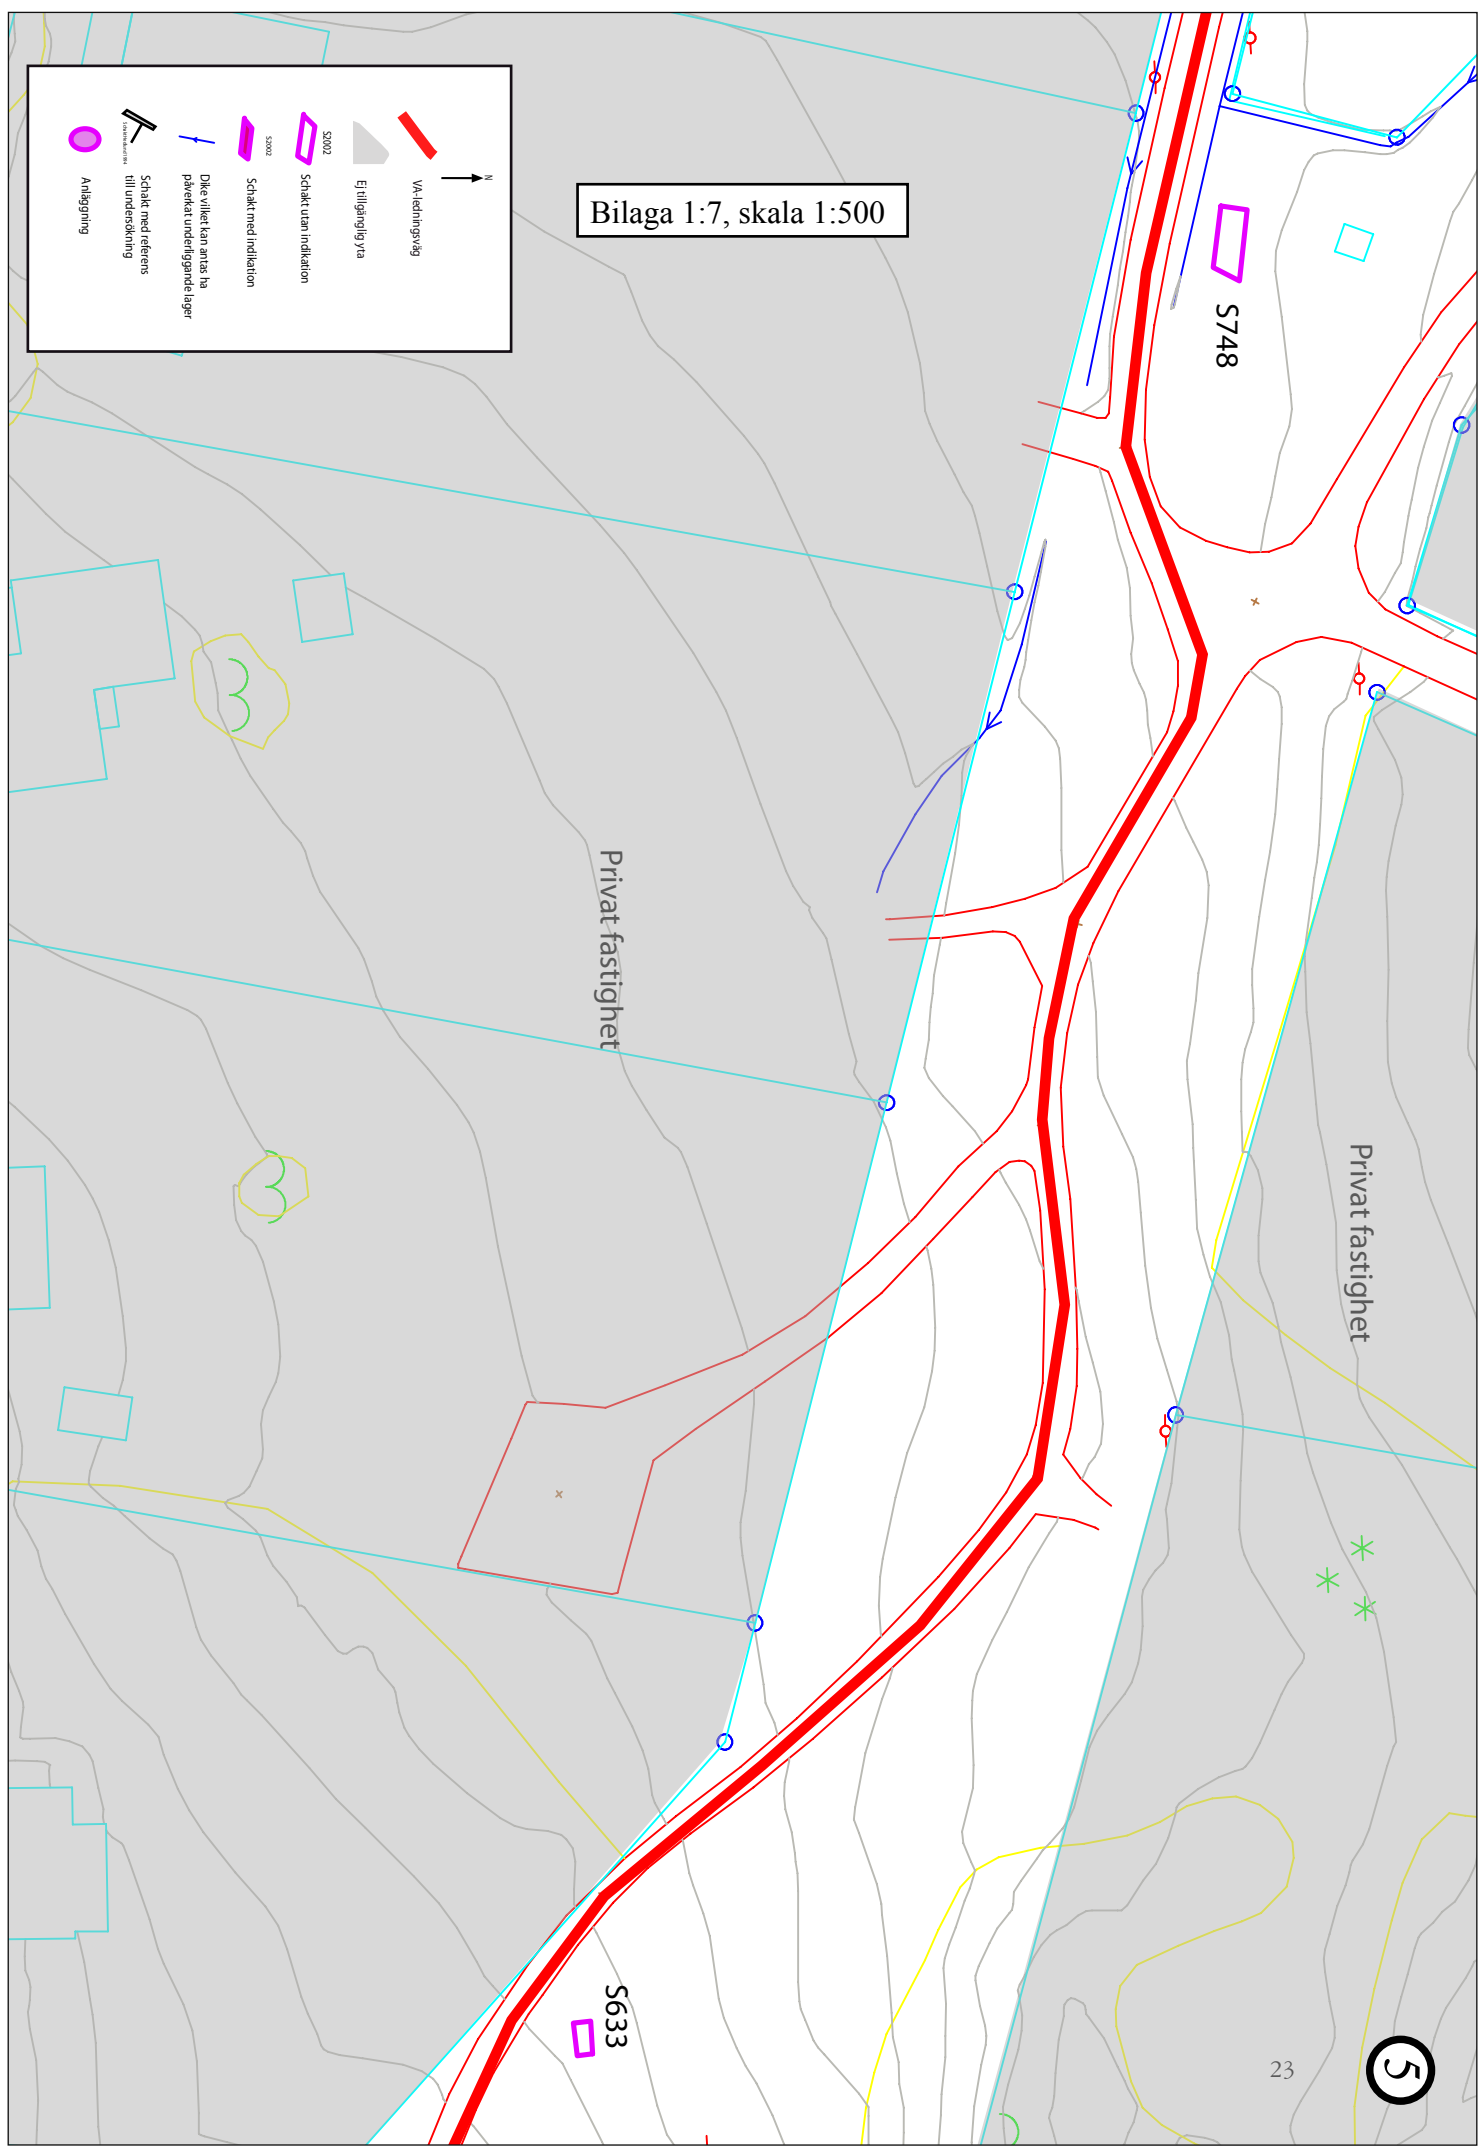 Bilaga 1:7, skala 1:500
N
VA-ledningsväg
Ej tillgänglig yta
S2002
Schakt utan indikation
S2002
Schakt med indikation
Dike vilket kan antas ha
påverkat underliggande lager
Schakt med referens
till undersökning
Anläggning
S748
Privat fastighet
Privat fastighet
S633
23
5